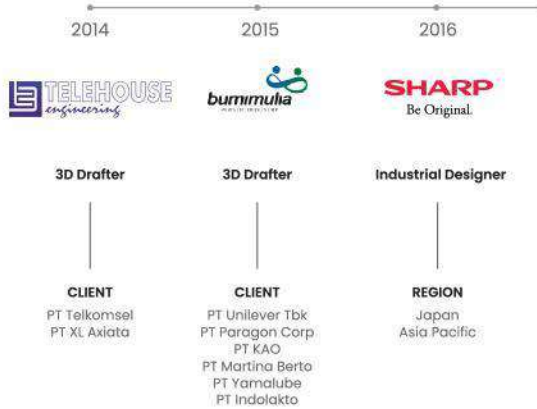 2014
2015
2016
TELEHOUSE
engineering
bumimulia
SHARP
Be Original.
3D Drafter
3D Drafter
Industrial Designer
CLIENT
PT Telkomsel
PT XL Axiata
CLIENT
PT Unilever Tbk
PT Paragon Corp
PT KAO
PT Martina Berto
PT Yamalube
PT Indolakto
REGION
Japan
Asia Pacific